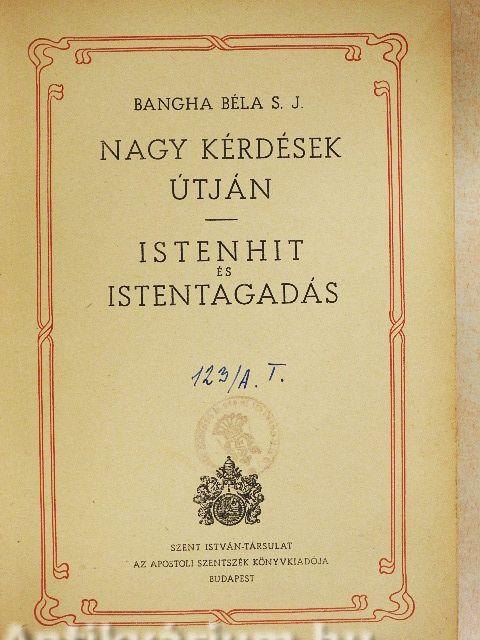 BANGHA BÉLA S. J.
NAGY KÉRDÉSEK
ÚTJÁN
ISTENHIT
ÉS
ISTENTAGADÁS
123/A. I.
SZENT ISTVÁN-TÁRSULAT
AZ APOSTOLI SZENTSZÉK KÖNYVKIADÓJA
BUDAPEST